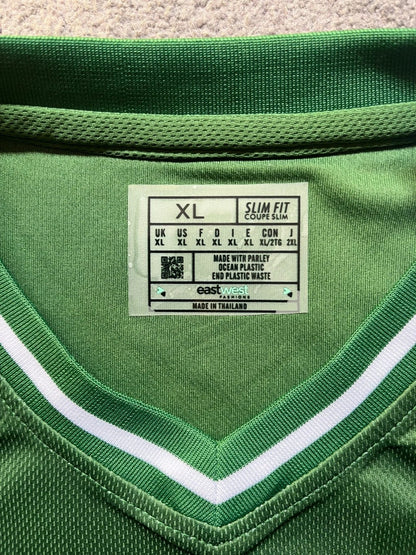 XL
SLIM FIT
COUPE SLIM
UK US F D I E CON J
XL XL XL XL XL XL XL/2TG 2XL
MADE WITH PARLEY
OCEAN PLASTIC
END PLASTIC WASTE
eastwest
FASHIONS
MADE IN THAILAND